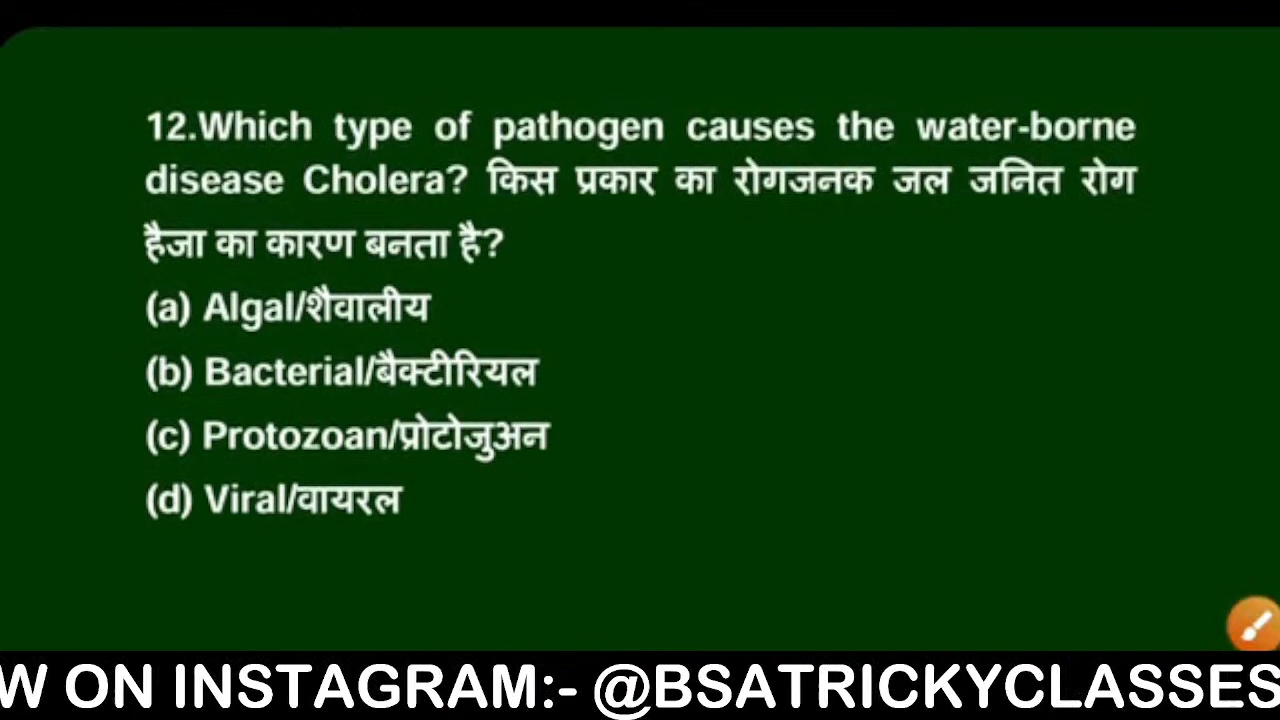 12.Which type of pathogen causes the water-borne
disease Cholera? किस प्रकार का रोगजनक जल जनित रोग
हैजा का कारण बनता है?
(a) Algal/शैवालीय
(b) Bacterial/बैक्टीरियल
(c) Protozoan/प्रोटोजुअन
(d) Viral/वायरल
W ON INSTAGRAM:- @BSATRICKYCLASSES